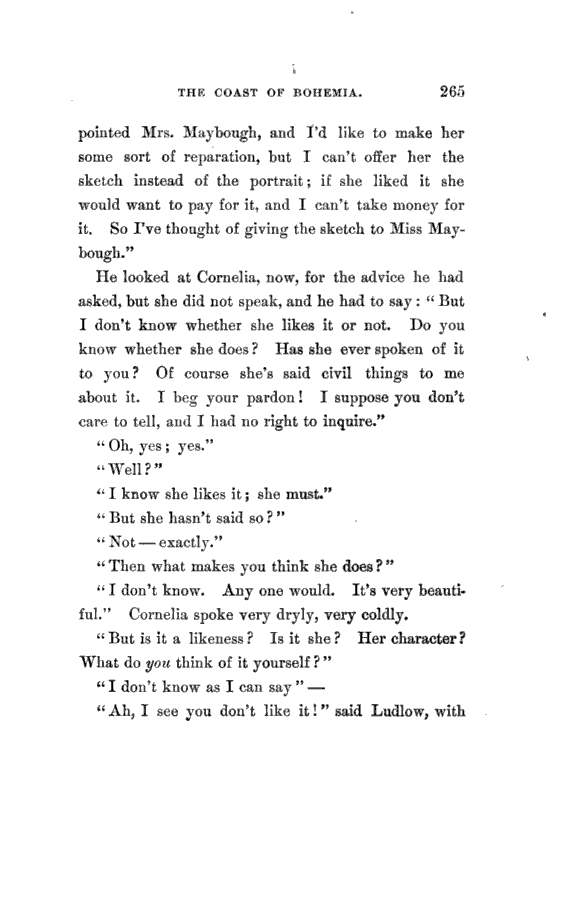 THE COAST OF BOHEMIA. 265
pointed Mrs. Maybough, and I'd like to make her
some sort of reparation, but I can't offer her the
sketch instead of the portrait; if she liked it she
would want to pay for it, and I can't take money for
it. So I've thought of giving the sketch to Miss May-
bough."
He looked at Cornelia, now, for the advice he had
asked, but she did not speak, and he had to say: "But
I don't know whether she likes it or not. Do you
know whether she does? Has she ever spoken of it
to you? Of course she's said civil things to me
about it. I beg your pardon! I suppose you don't
care to tell, and I had no right to inquire."
"Oh, yes; yes."
"Well?"
"I know she likes it; she must."
"But she hasn't said so?"
"Not — exactly."
"Then what makes you think she does?"
"I don't know. Any one would. It's very beauti-
ful." Cornelia spoke very dryly, very coldly.
"But is it a likeness? Is it she? Her character?
What do you think of it yourself?"
"I don't know as I can say" —
"Ah, I see you don't like it!" said Ludlow, with